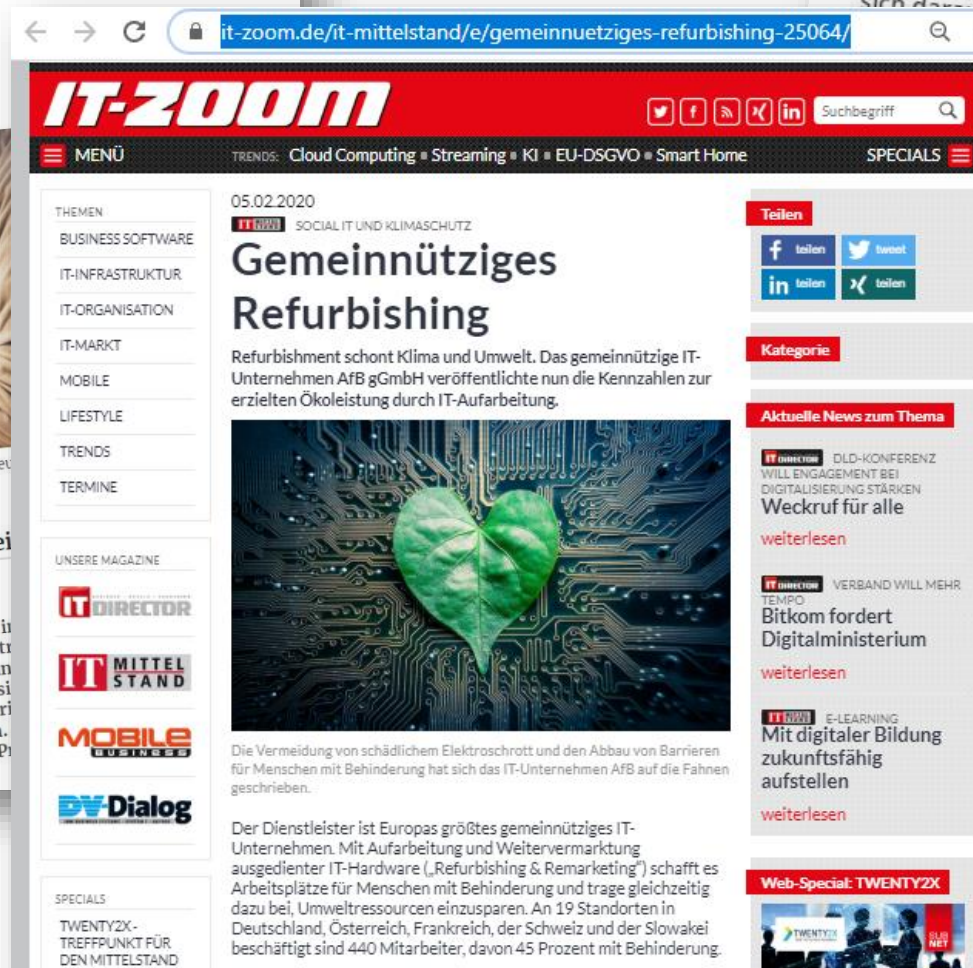 it-zoom.de/it-mittelstand/e/gemeinnuetziges-refurbishing-25064/
IT-ZOOM
Suchbegriff
MENÜ
TRENDS: Cloud Computing ▪ Streaming ▪ KI ▪ EU-DSGVO ▪ Smart Home
SPECIALS
THEMEN
BUSINESS SOFTWARE
IT-INFRASTRUKTUR
IT-ORGANISATION
IT-MARKT
MOBILE
LIFESTYLE
TRENDS
TERMINE
UNSERE MAGAZINE
IT DIRECTOR
IT MITTELSTAND
MOBILE BUSINESS
DV-Dialog
SPECIALS
TWENTY2X -
TREFFPUNKT FÜR
DEN MITTELSTAND
05.02.2020
SOCIAL IT UND KLIMASCHUTZ
Gemeinnütziges
Refurbishing
Refurbishment schont Klima und Umwelt. Das gemeinnützige IT-
Unternehmen AfB gGmbH veröffentlichte nun die Kennzahlen zur
erzielten Ökoleistung durch IT-Aufarbeitung.
Die Vermeidung von schädlichem Elektroschrott und den Abbau von Barrieren
für Menschen mit Behinderung hat sich das IT-Unternehmen AfB auf die Fahnen
geschrieben.
Der Dienstleister ist Europas größtes gemeinnütziges IT-
Unternehmen. Mit Aufarbeitung und Weitervermarktung
ausgedienter IT-Hardware („Refurbishing & Remarketing“) schafft es
Arbeitsplätze für Menschen mit Behinderung und trage gleichzeitig
dazu bei, Umweltressourcen einzusparen. An 19 Standorten in
Deutschland, Österreich, Frankreich, der Schweiz und der Slowakei
beschäftigt sind 440 Mitarbeiter, davon 45 Prozent mit Behinderung.
Teilen
teilen
tweet
teilen
teilen
Kategorie
Aktuelle News zum Thema
IT DIRECTOR DLD-KONFERENZ
WILL ENGAGEMENT BEI
DIGITALISIERUNG STÄRKEN
Weckruf für alle
weiterlesen
IT DIRECTOR VERBAND WILL MEHR
TEMPO
Bitkom fordert
Digitalministerium
weiterlesen
E-LEARNING
Mit digitaler Bildung
zukunftsfähig
aufstellen
weiterlesen
Web-Special: TWENTY2X
TWENTY2X
SUB
NET